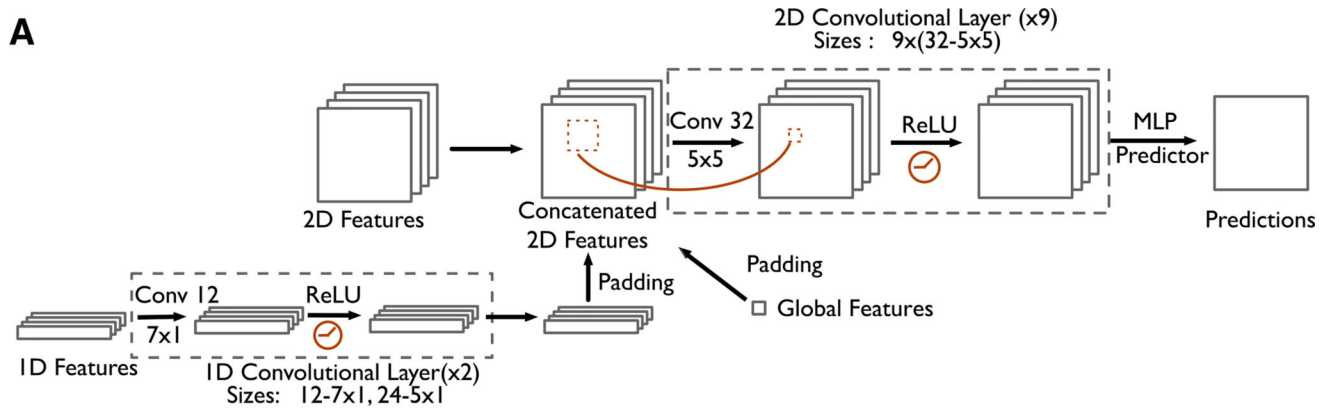 A
2D Convolutional Layer (x9)
Sizes : 9x(32-5x5)
Conv 32
5x5
ReLU
MLP
Predictor
2D Features
Concatenated
2D Features
Predictions
Padding
Padding
Global Features
Conv 12
7x1
ReLU
1D Features
1D Convolutional Layer(x2)
Sizes: 12-7x1, 24-5x1